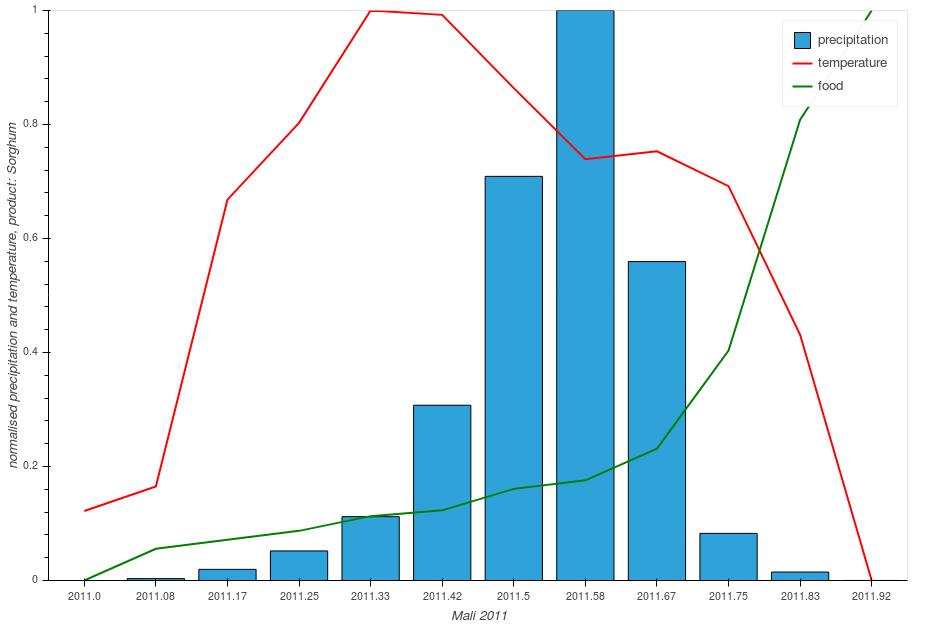 1
0.8
0.6
0.4
0.2
0
normalised precipitation and temperature, product: Sorghum
precipitation
temperature
food
2011.0 2011.08 2011.17 2011.25 2011.33 2011.42 2011.5 2011.58 2011.67 2011.75 2011.83 2011.92
Mali 2011